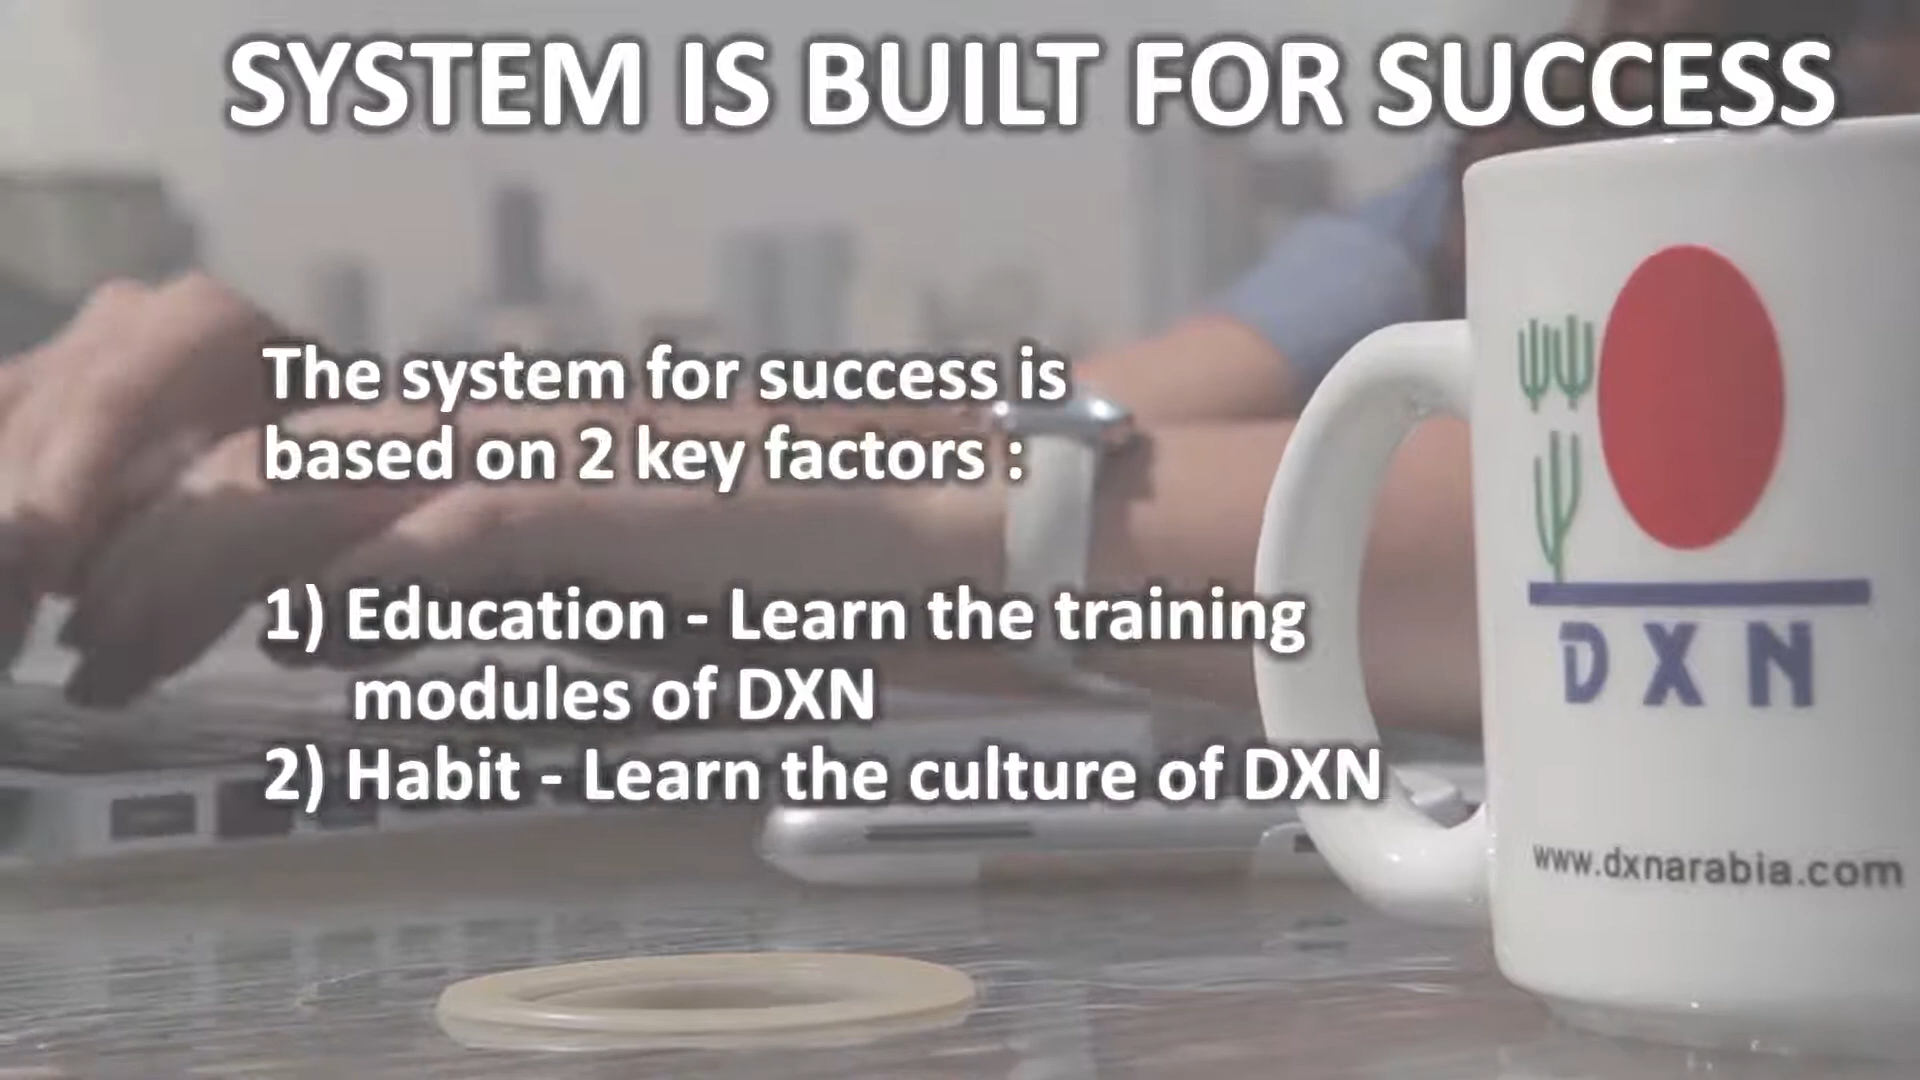 SYSTEM IS BUILT FOR SUCCESS
The system for success is
based on 2 key factors :
1) Education - Learn the training
modules of DXN
2) Habit - Learn the culture of DXN
DXN
www.dxnarabia.com